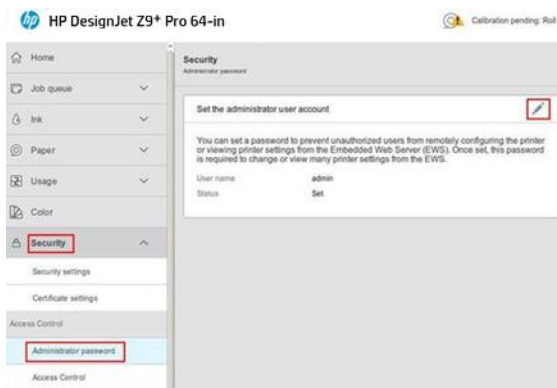 hp HP DesignJet Z9+ Pro 64-in
Calibration pending: Roll
Home
Job queue
Ink
Paper
Usage
Color
Security
Security settings
Certificate settings
Access Control
Administrator password
Access Control
Security
Administrator password
Set the administrator user account
You can set a password to prevent unauthorized users from remotely configuring the printer
or viewing printer settings from the Embedded Web Server (EWS). Once set, this password
is required to change or view many printer settings from the EWS.
User name admin
Status Set